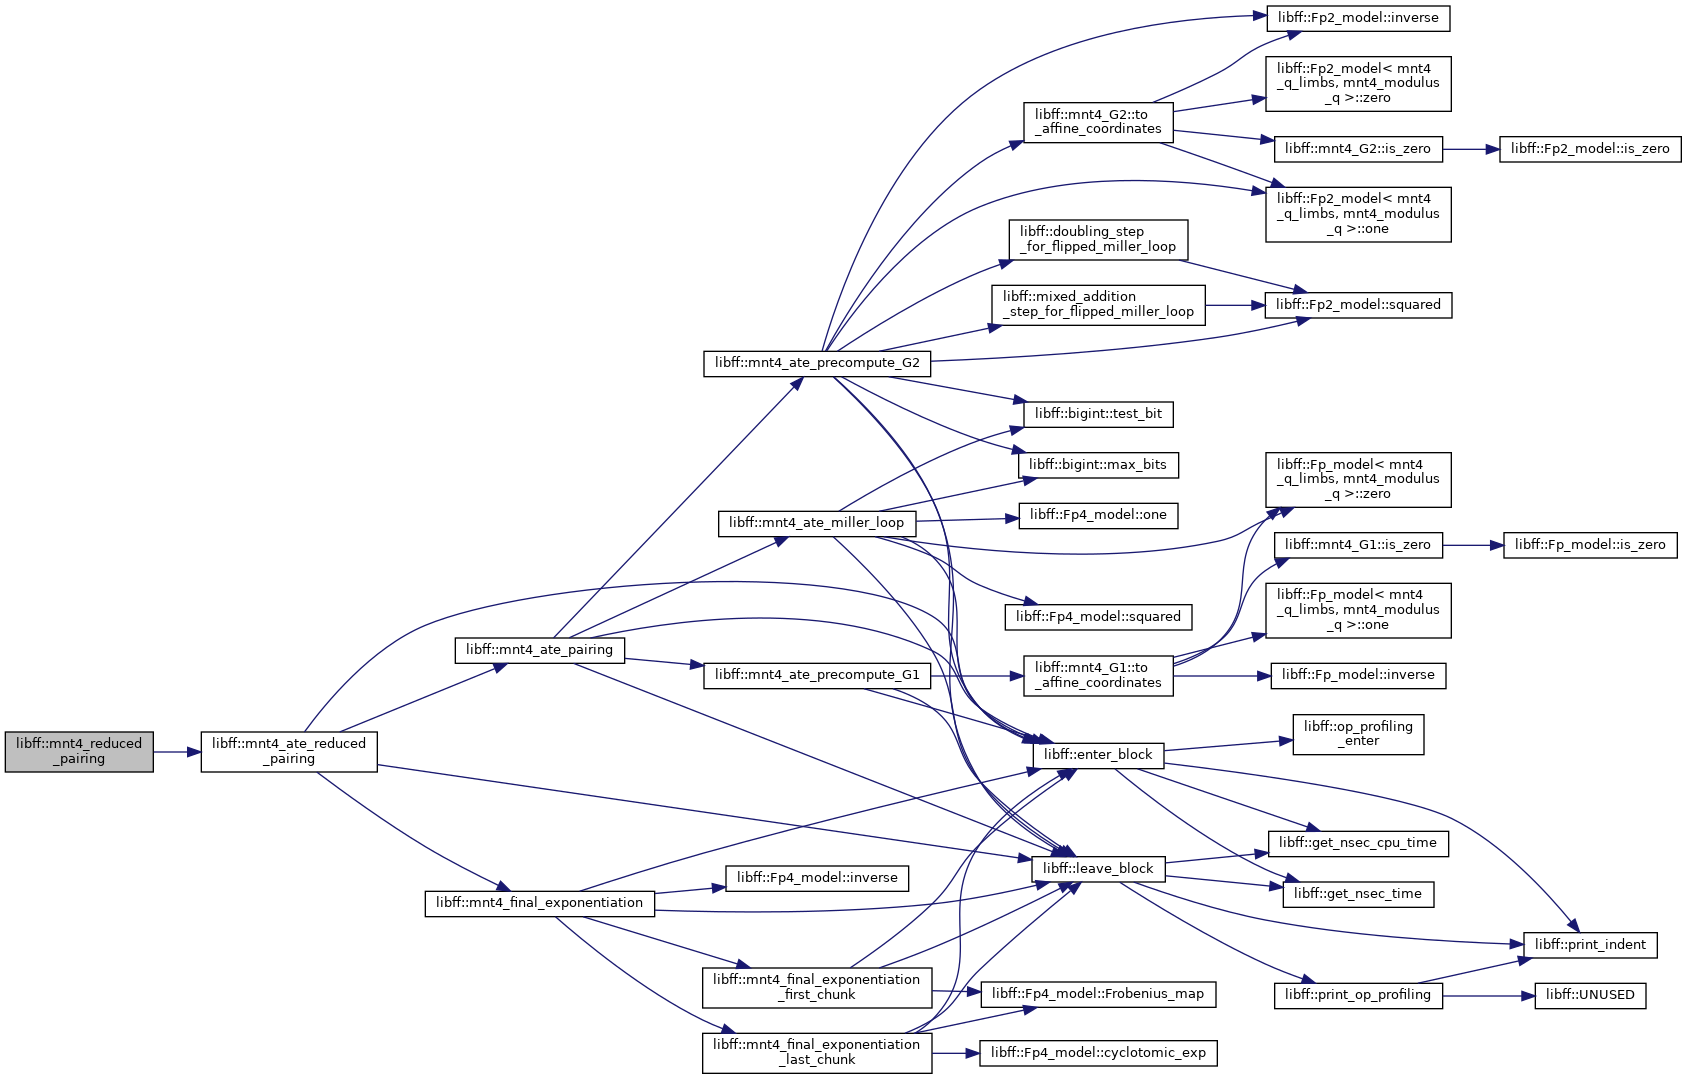 libff::mnt4_reduced
_pairing
libff::mnt4_ate_reduced
_pairing
libff::mnt4_ate_pairing
libff::mnt4_final_exponentiation
libff::mnt4_ate_precompute_G2
libff::mnt4_ate_miller_loop
libff::mnt4_ate_precompute_G1
libff::Fp4_model::inverse
libff::mnt4_final_exponentiation
_first_chunk
libff::mnt4_final_exponentiation
_last_chunk
libff::mnt4_G2::to
_affine_coordinates
libff::doubling_step
_for_flipped_miller_loop
libff::mixed_addition
_step_for_flipped_miller_loop
libff::bigint::test_bit
libff::bigint::max_bits
libff::Fp4_model::one
libff::Fp4_model::squared
libff::mnt4_G1::to
_affine_coordinates
libff::enter_block
libff::leave_block
libff::Fp4_model::Frobenius_map
libff::Fp4_model::cyclotomic_exp
libff::Fp2_model::inverse
libff::Fp2_model< mnt4
_q_limbs, mnt4_modulus
_q >::zero
libff::mnt4_G2::is_zero
libff::Fp2_model< mnt4
_q_limbs, mnt4_modulus
_q >::one
libff::Fp2_model::squared
libff::Fp_model< mnt4
_q_limbs, mnt4_modulus
_q >::zero
libff::mnt4_G1::is_zero
libff::Fp_model< mnt4
_q_limbs, mnt4_modulus
_q >::one
libff::Fp_model::inverse
libff::op_profiling
_enter
libff::get_nsec_cpu_time
libff::get_nsec_time
libff::print_op_profiling
libff::Fp2_model::is_zero
libff::Fp_model::is_zero
libff::print_indent
libff::UNUSED